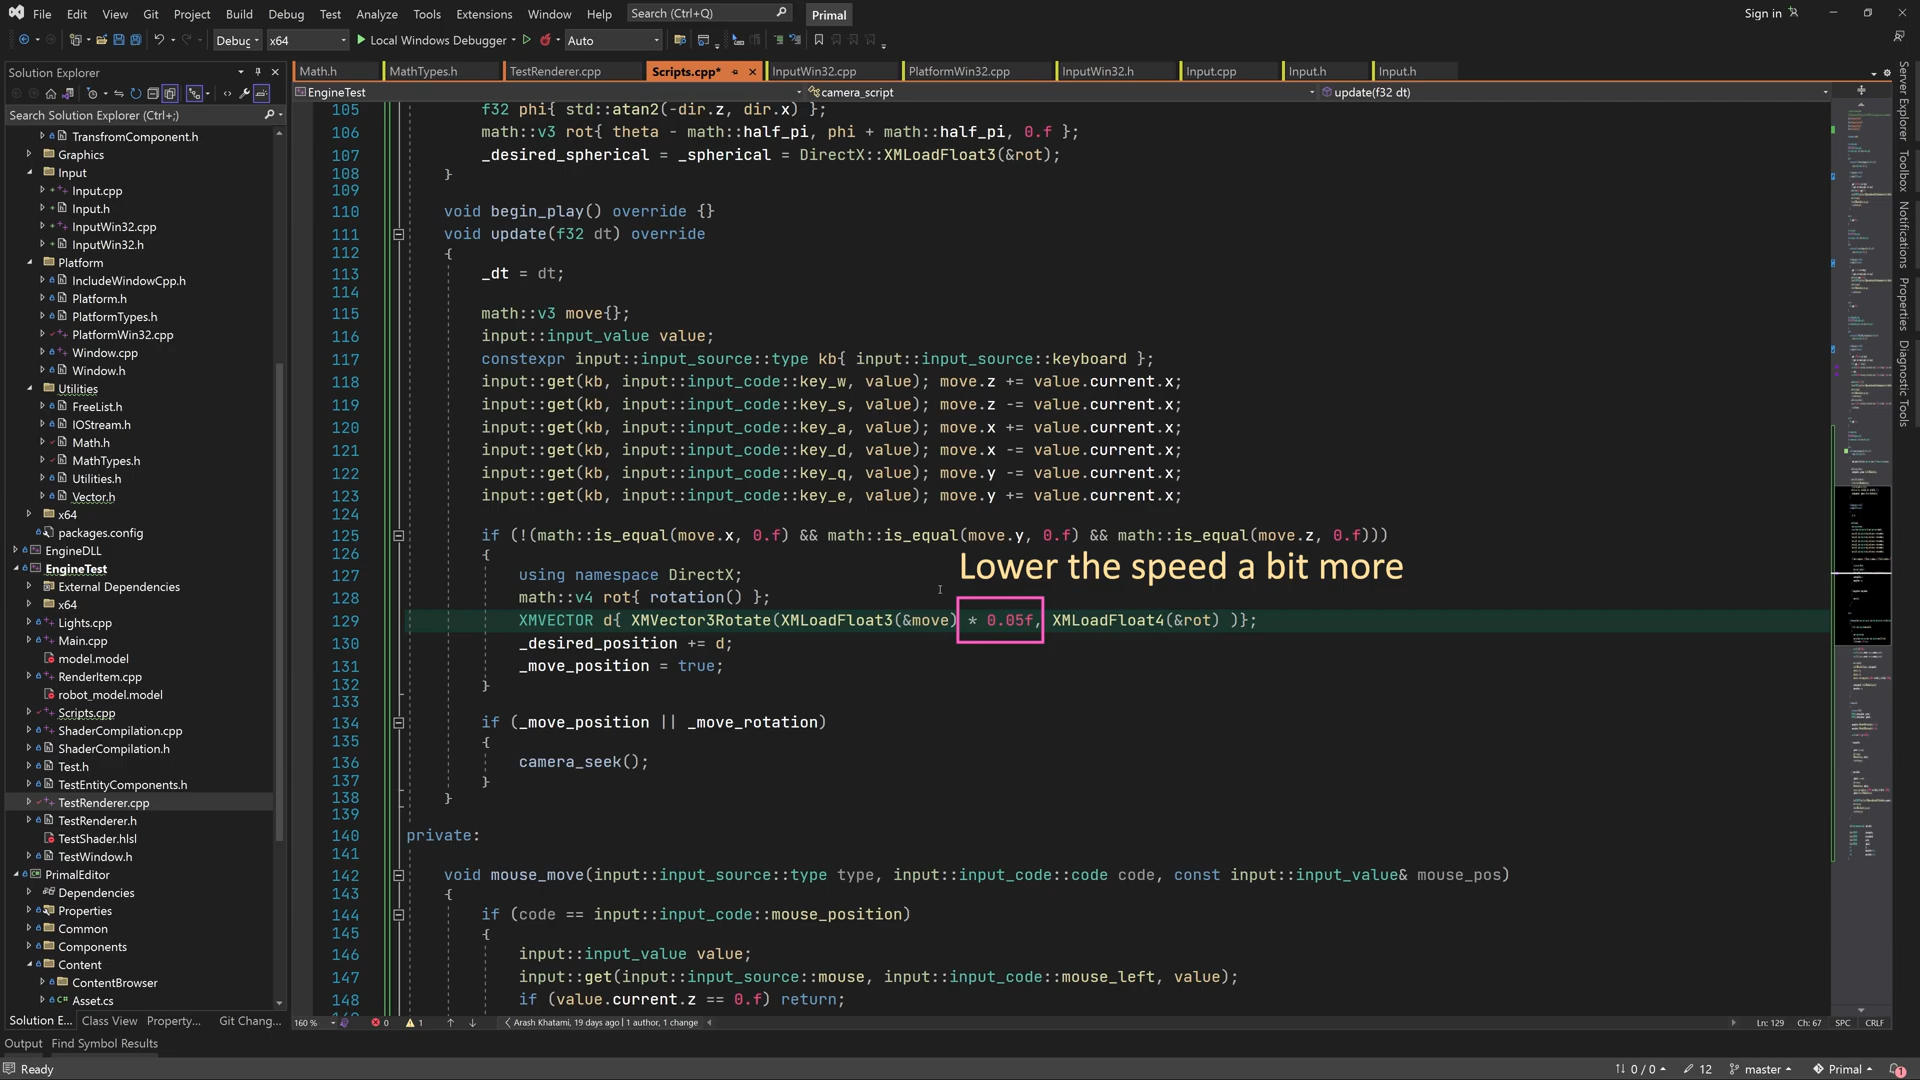 File Edit View Git Project Build Debug Test Analyze Tools Extensions Window Help Search (Ctrl+Q) Primal Sign in
Debug x64 Local Windows Debugger Auto
Solution Explorer
Search Solution Explorer (Ctrl+;)
TransfromComponent.h
Graphics
Input
Input.cpp
Input.h
InputWin32.cpp
InputWin32.h
Platform
IncludeWindowCpp.h
Platform.h
PlatformTypes.h
PlatformWin32.cpp
Window.cpp
Window.h
Utilities
FreeList.h
IOStream.h
Math.h
MathTypes.h
Utilities.h
Vector.h
x64
packages.config
EngineDLL
EngineTest
External Dependencies
x64
Lights.cpp
Main.cpp
model.model
RenderItem.cpp
robot_model.model
Scripts.cpp
ShaderCompilation.cpp
ShaderCompilation.h
Test.h
TestEntityComponents.h
TestRenderer.cpp
TestRenderer.h
TestShader.hlsl
TestWindow.h
PrimalEditor
Dependencies
Properties
Common
Components
Content
ContentBrowser
Asset.cs
Solution E... Class View Property... Git Chang...
Math.h MathTypes.h TestRenderer.cpp Scripts.cpp* InputWin32.cpp PlatformWin32.cpp InputWin32.h Input.cpp Input.h Input.h
EngineTest camera_script update(f32 dt)
105 f32 phi{ std::atan2(-dir.z, dir.x) };
106 math::v3 rot{ theta - math::half_pi, phi + math::half_pi, 0.f };
107 _desired_spherical = _spherical = DirectX::XMLoadFloat3(&rot);
108 }
109
110 void begin_play() override {}
111 void update(f32 dt) override
112 {
113 _dt = dt;
114
115 math::v3 move{};
116 input::input_value value;
117 constexpr input::input_source::type kb{ input::input_source::keyboard };
118 input::get(kb, input::input_code::key_w, value); move.z += value.current.x;
119 input::get(kb, input::input_code::key_s, value); move.z -= value.current.x;
120 input::get(kb, input::input_code::key_a, value); move.x += value.current.x;
121 input::get(kb, input::input_code::key_d, value); move.x -= value.current.x;
122 input::get(kb, input::input_code::key_q, value); move.y -= value.current.x;
123 input::get(kb, input::input_code::key_e, value); move.y += value.current.x;
124
125 if (!(math::is_equal(move.x, 0.f) && math::is_equal(move.y, 0.f) && math::is_equal(move.z, 0.f)))
126 {
Lower the speed a bit more
127 using namespace DirectX;
128 math::v4 rot{ rotation() };
129 XMVECTOR d{ XMVector3Rotate(XMLoadFloat3(&move) * 0.05f, XMLoadFloat4(&rot) )};
130 _desired_position += d;
131 _move_position = true;
132 }
133
134 if (_move_position || _move_rotation)
135 {
136 camera_seek();
137 }
138 }
139
140 private:
141
142 void mouse_move(input::input_source::type type, input::input_code::code code, const input::input_value& mouse_pos)
143 {
144 if (code == input::input_code::mouse_position)
145 {
146 input::input_value value;
147 input::get(input::input_source::mouse, input::input_code::mouse_left, value);
148 if (value.current.z == 0.f) return;
160 % 0 1 Arash Khatami, 19 days ago | 1 author, 1 change Ln: 129 Ch: 67 SPC CRLF
Server Explorer
Toolbox
Notifications
Properties
Diagnostic Tools
Output Find Symbol Results
Ready 0 / 0 12 master Primal 1